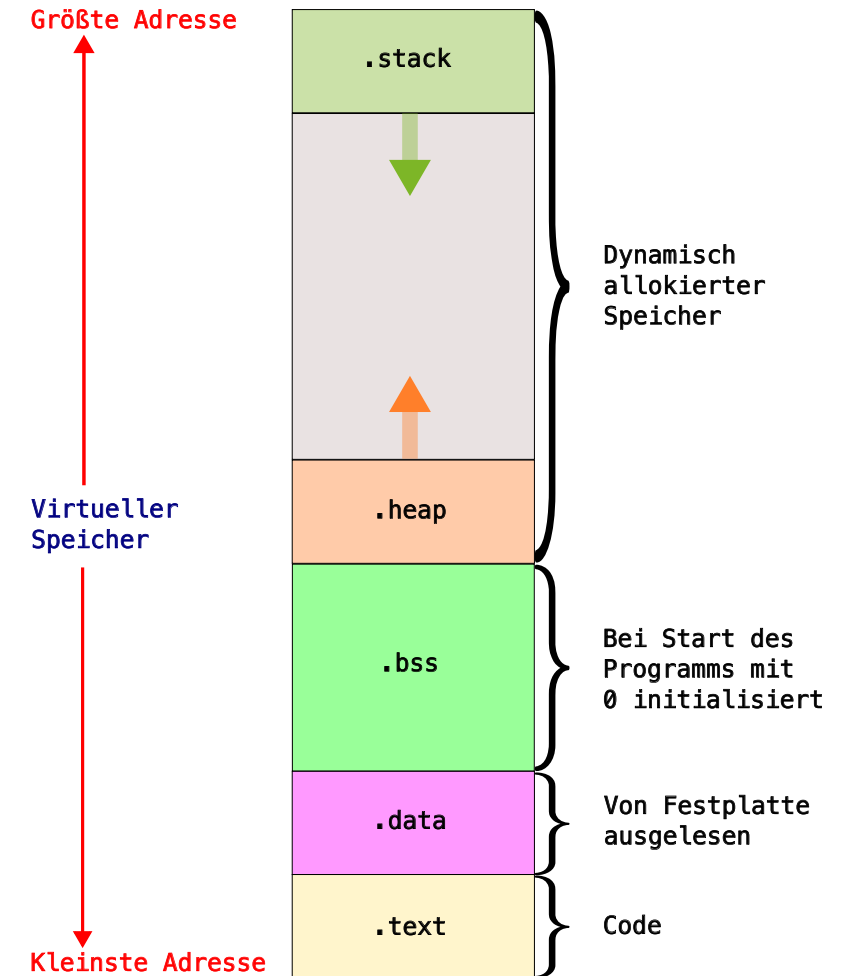 Größte Adresse
.stack
Dynamisch
allokierter
Speicher
Virtueller
Speicher
.heap
.bss
Bei Start des
Programms mit
0 initialisiert
.data
Von Festplatte
ausgelesen
.text
Code
Kleinste Adresse